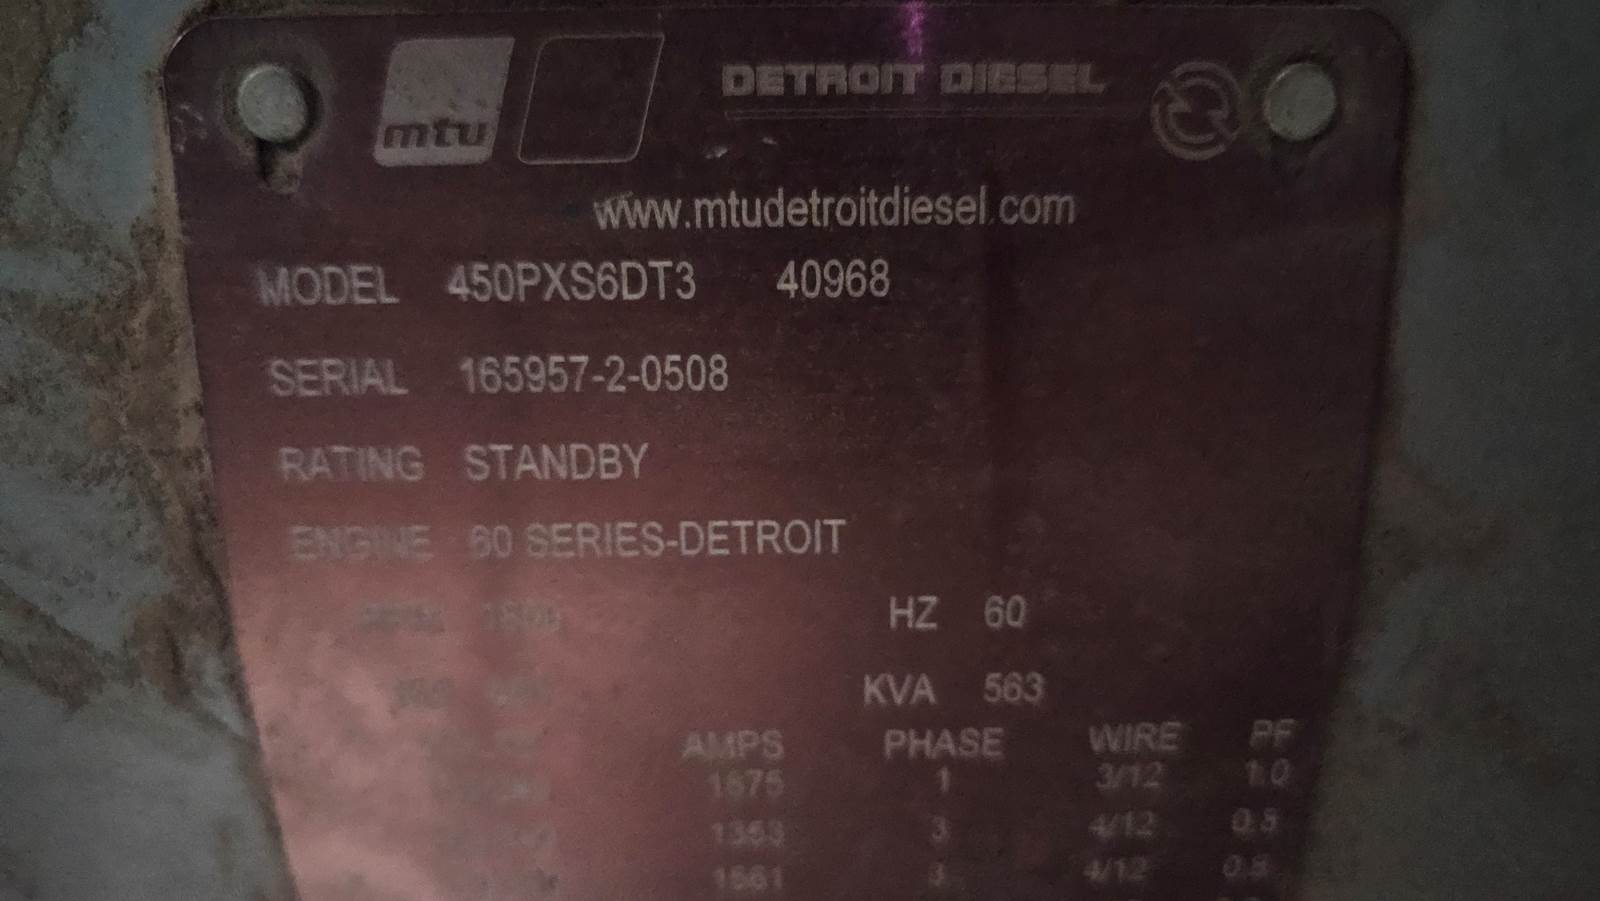 mtu
DETROIT DIESEL
www.mtudetroitdiesel.com
MODEL 450PXS6DT3 40968
SERIAL 165957-2-0508
RATING STANDBY
ENGINE 60 SERIES-DETROIT
HZ 60
KVA 563
AMPS PHASE WIRE PF
1 3/12 1.0
1353 3 4/12 0.8
3 4/12 0.8